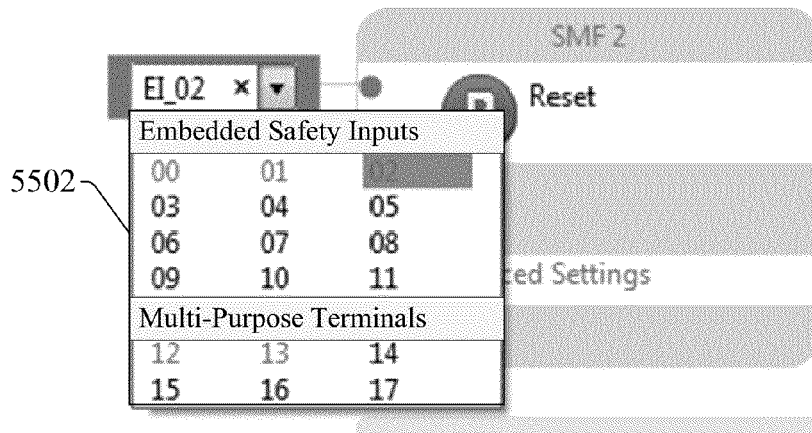 SMF 2
EI_02 × ▼
Reset
Embedded Safety Inputs
5502
00 01 02
03 04 05
06 07 08
09 10 11
ced Settings
Multi-Purpose Terminals
12 13 14
15 16 17